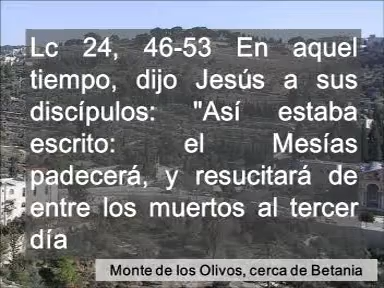 Lc 24, 46-53 En aquel
tiempo, dijo Jesús a sus
discípulos: "Así estaba
escrito: el Mesías
padecerá, y resucitará de
entre los muertos al tercer
día
Monte de los Olivos, cerca de Betania